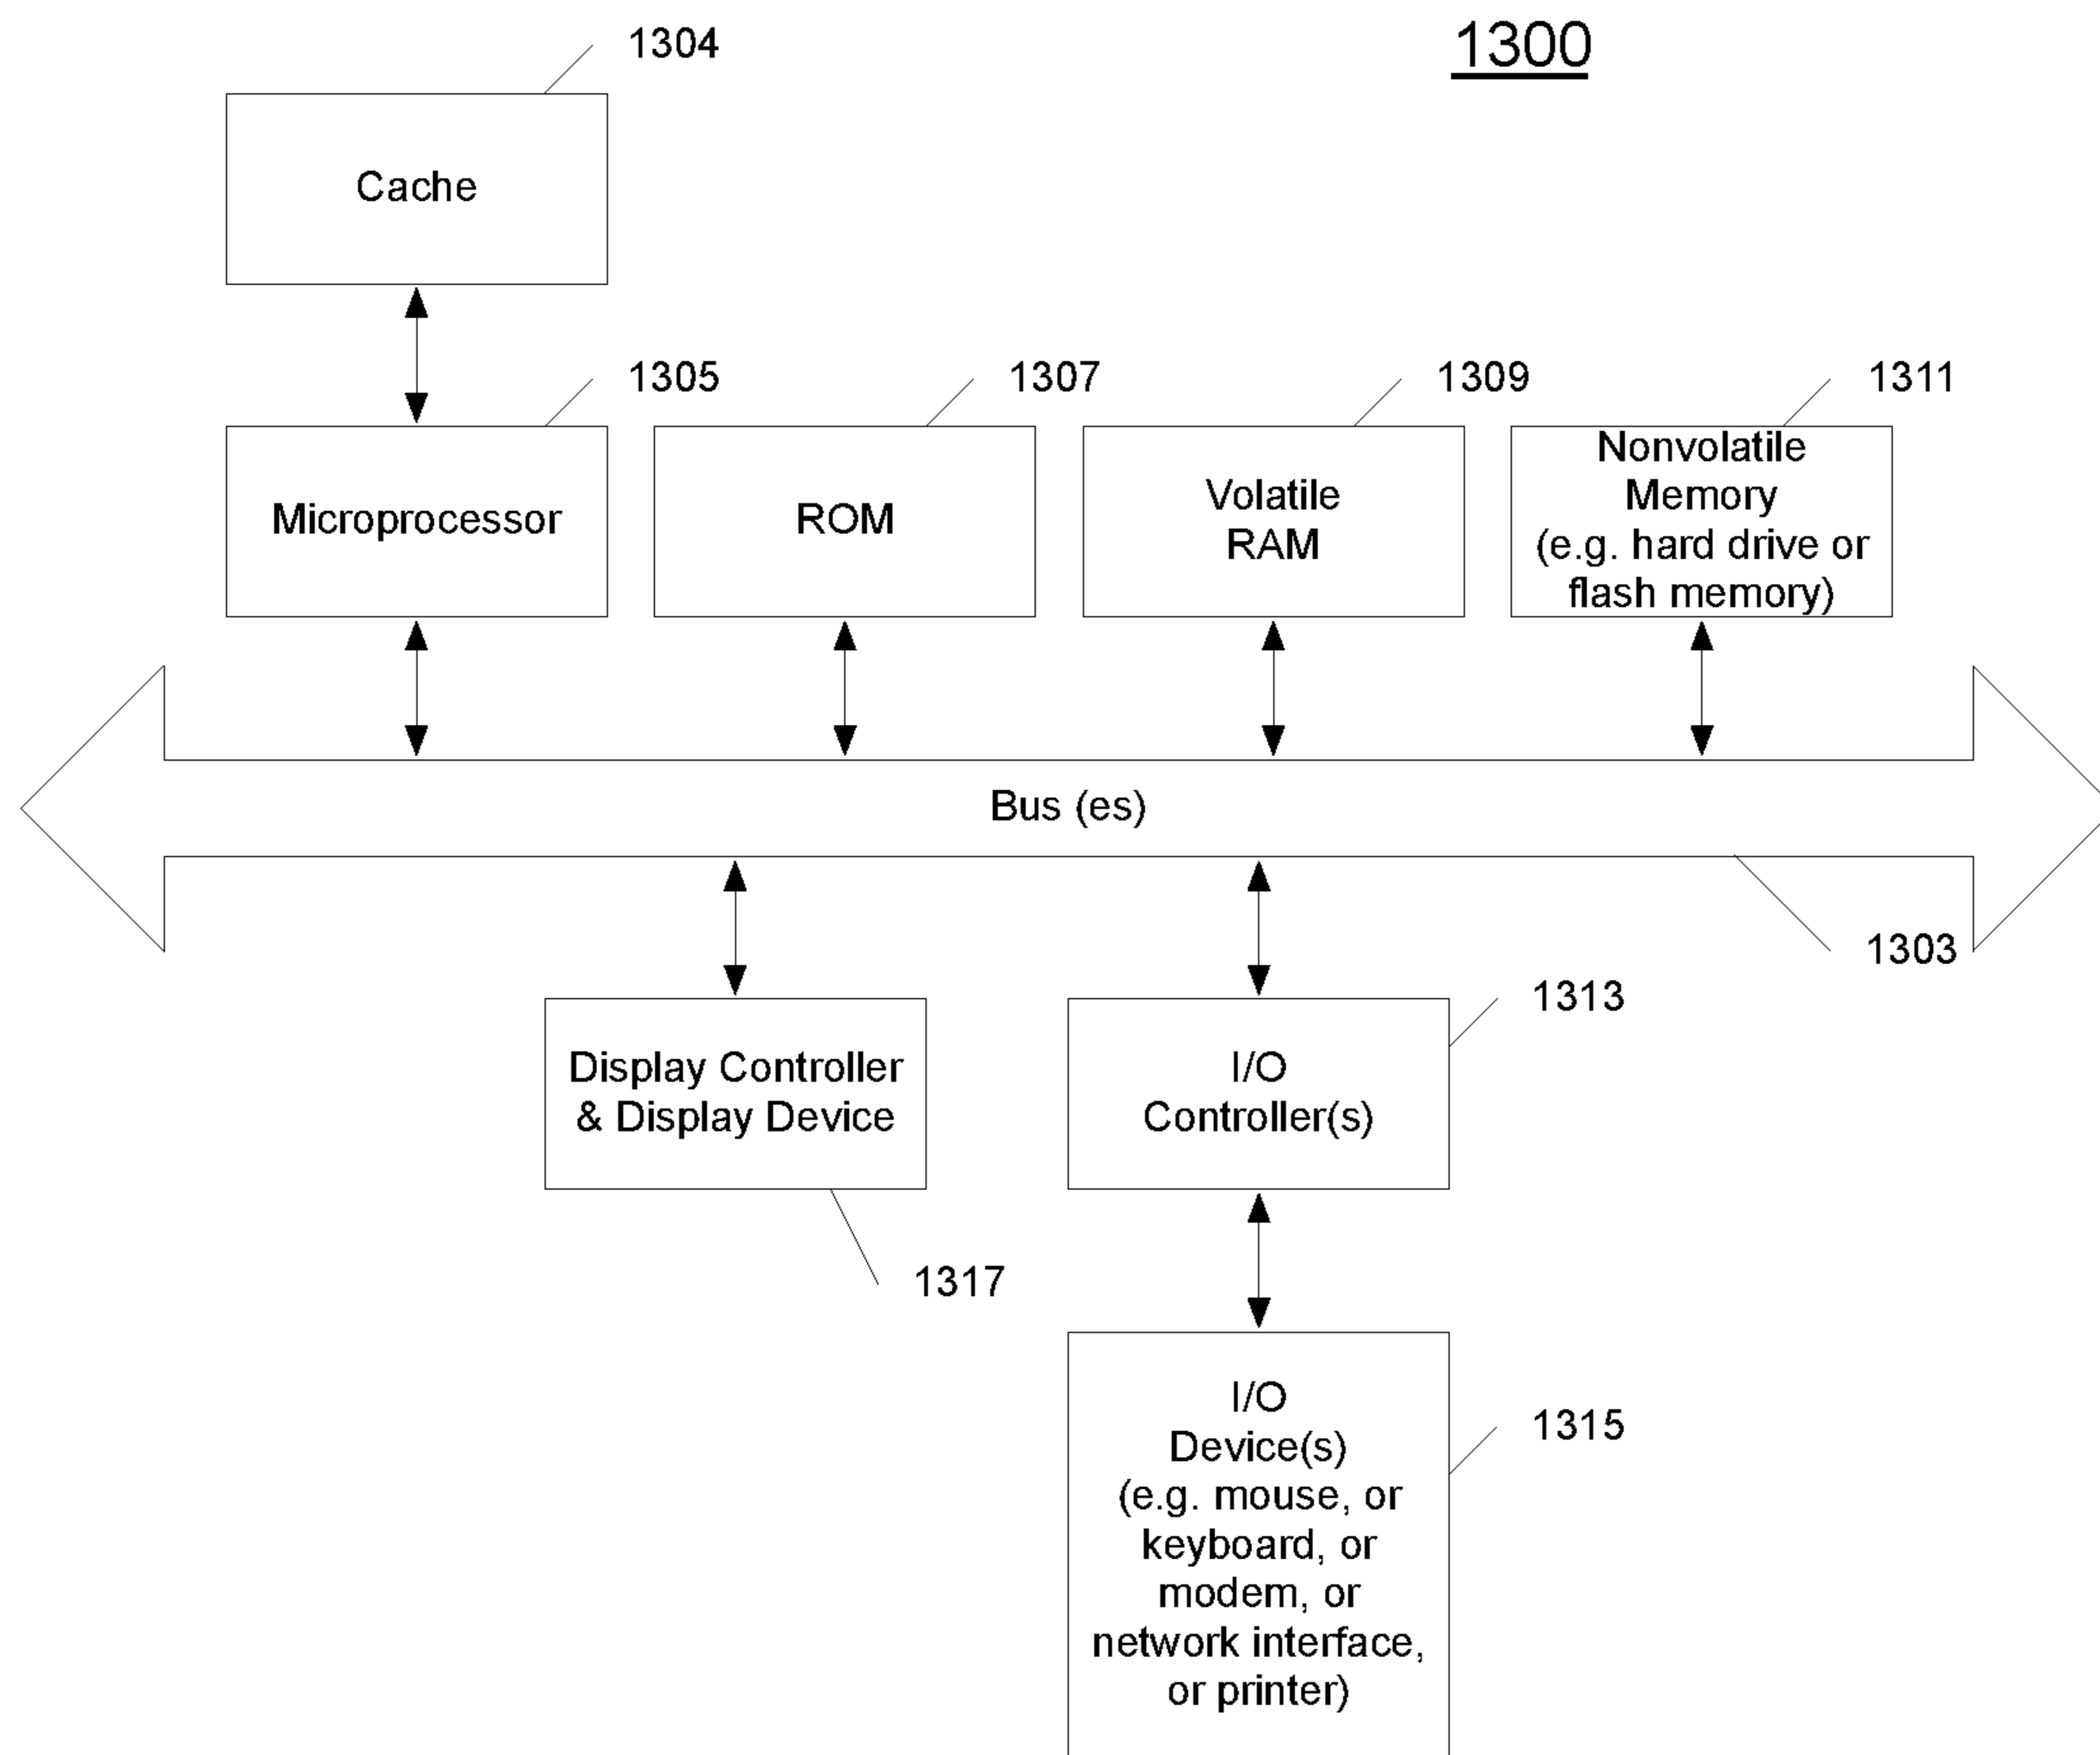 1304
1300
Cache
1305
1307
1309
1311
Microprocessor
ROM
Volatile
RAM
Nonvolatile
Memory
(e.g. hard drive or
flash memory)
Bus (es)
1303
1313
Display Controller
& Display Device
I/O
Controller(s)
1317
I/O
Device(s)
(e.g. mouse, or
keyboard, or
modem, or
network interface,
or printer)
1315